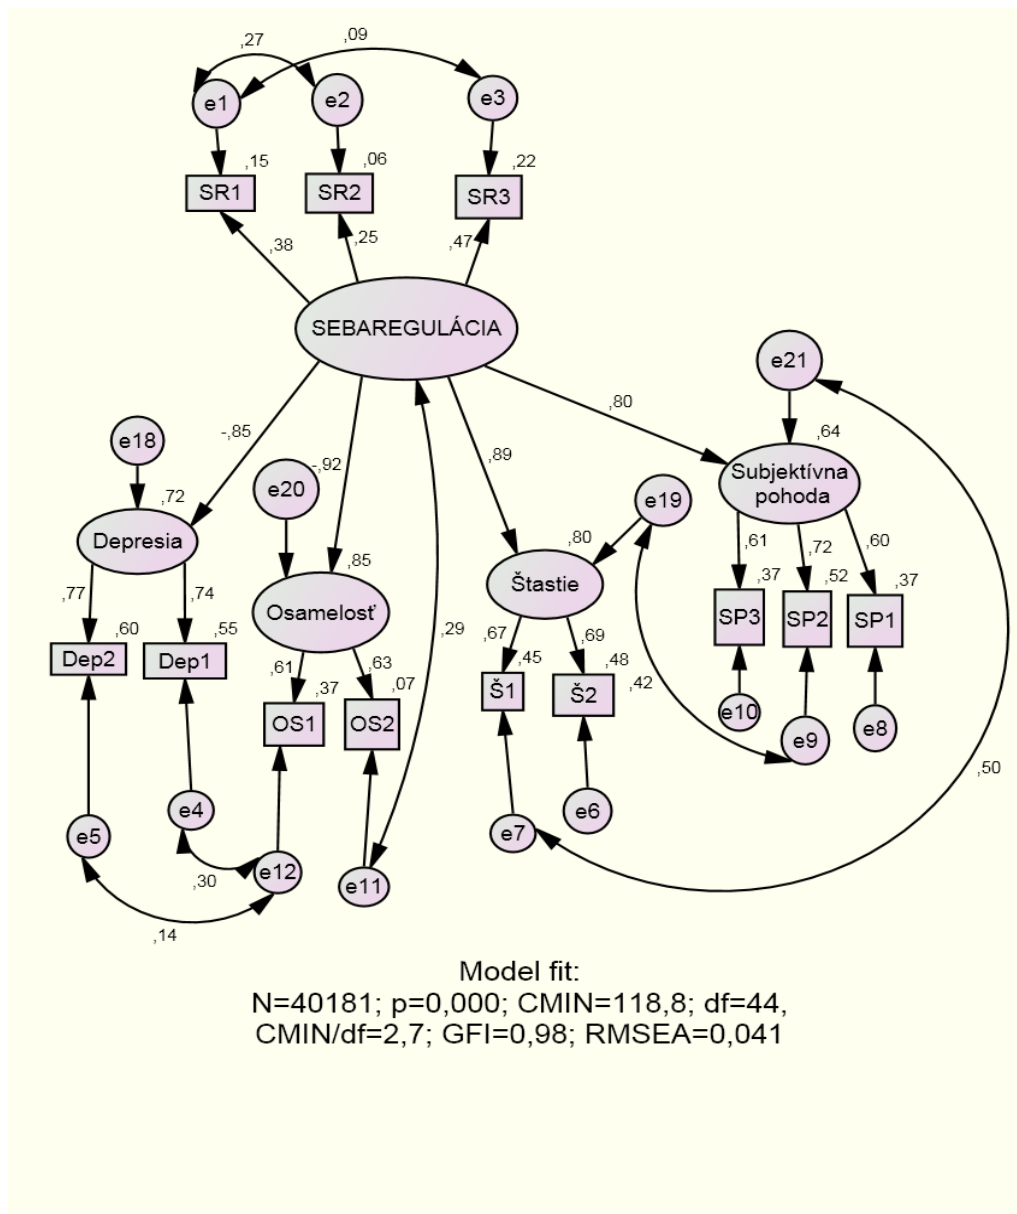 ,27
,09
e1
e2
e3
,15
,06
,22
SR1
SR2
SR3
,38
,25
,47
SEBAREGULÁCIA
e21
,80
-,85
e18
,64
,89
-,92
Subjektívna
pohoda
e20
e19
,72
Depresia
,80
,61
,72
,60
,85
Štastie
,37
,52
,37
,77
,74
Osamelosť
SP3
SP2
SP1
,60
,55
,29
,67
,69
Dep2
Dep1
,61
,63
,45
,48
,42
,37
,07
Š1
Š2
OS1
OS2
e10
e9
e8
,50
e4
e6
e5
e7
,30
e12
e11
,14
Model fit:
N=40181; p=0,000; CMIN=118,8; df=44,
CMIN/df=2,7; GFI=0,98; RMSEA=0,041